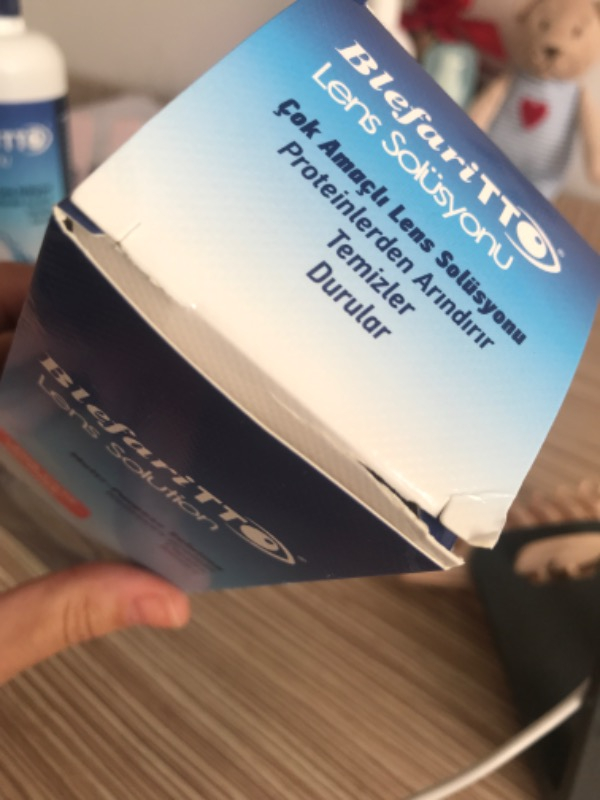 BlefariTTO
Lens Solüsyonu
Çok Amaçlı Lens Solüsyonu
Proteinlerden Arındırır
Temizler
Durular
BlefariTTO
Lens Solution